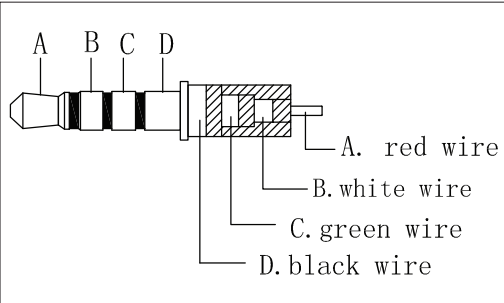 A B C D
A. red wire
B.white wire
C.green wire
D.black wire